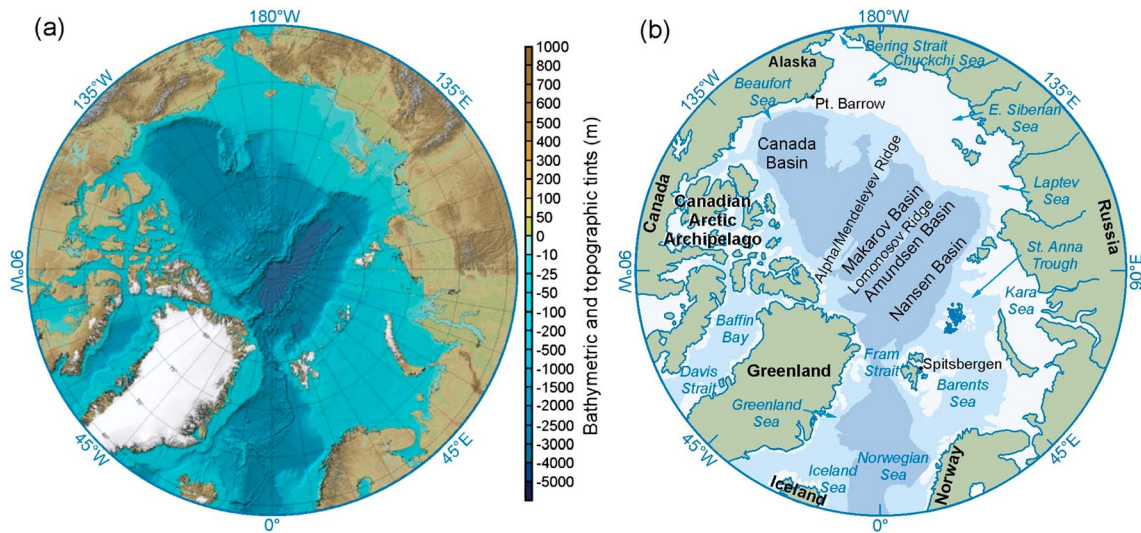 (a)
180°W
135°W
135°E
90°W
45°W
45°E
0°
1000
800
700
600
500
400
300
200
100
50
0
-10
-25
-50
-100
-200
-500
-1000
-1500
-2000
-2500
-3000
-4000
-5000
Bathymetric and topographic tints (m)
(b)
180°W
135°W
135°E
90°W
90°E
45°W
45°E
0°
Bering Strait
Chuckchi Sea
Alaska
Beaufort
Sea
Pt. Barrow
E. Siberian
Sea
Canada
Basin
Laptev
Sea
Canada
Canadian
Arctic
Archipelago
Alpha/Mendeleyev Ridge
Makarov Basin
Lomonosov Ridge
Amundsen Basin
Nansen Basin
Russia
St. Anna
Trough
Kara
Sea
Baffin
Bay
Davis
Strait
Greenland
Fram
Strait
Spitsbergen
Barents
Sea
Greenland
Sea
Iceland
Sea
Norwegian
Sea
Iceland
Norway